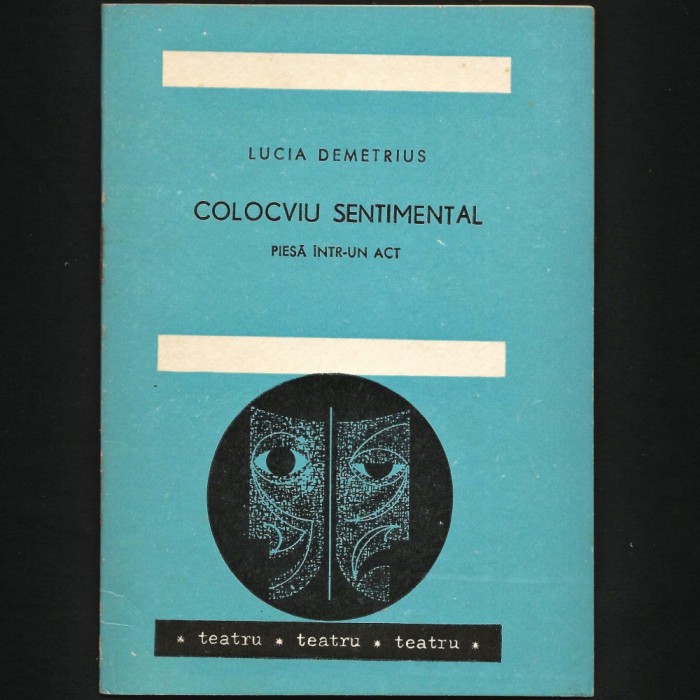 LUCIA DEMETRIUS
COLOCVIU SENTIMENTAL
PIESĂ ÎNTR-UN ACT
* teatru * teatru * teatru *